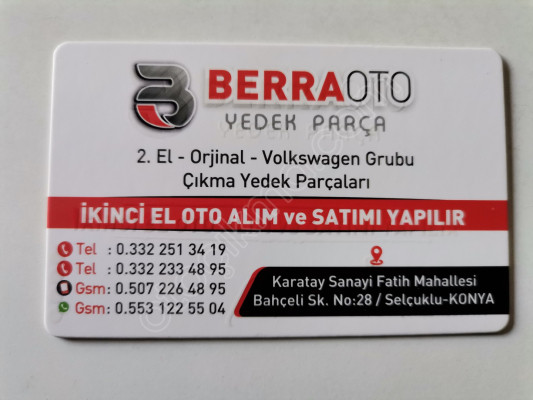 BERRAOTO
YEDEK PARÇA
2. El - Orjinal - Volkswagen Grubu
Çıkma Yedek Parçaları
İKİNCİ EL OTO ALIM ve SATIMI YAPILIR
Tel : 0.332 251 34 19
Tel : 0.332 233 48 95
Gsm: 0.507 226 48 95
Gsm: 0.553 122 55 04
Karatay Sanayi Fatih Mahallesi
Bahçeli Sk. No:28 / Selçuklu-KONYA